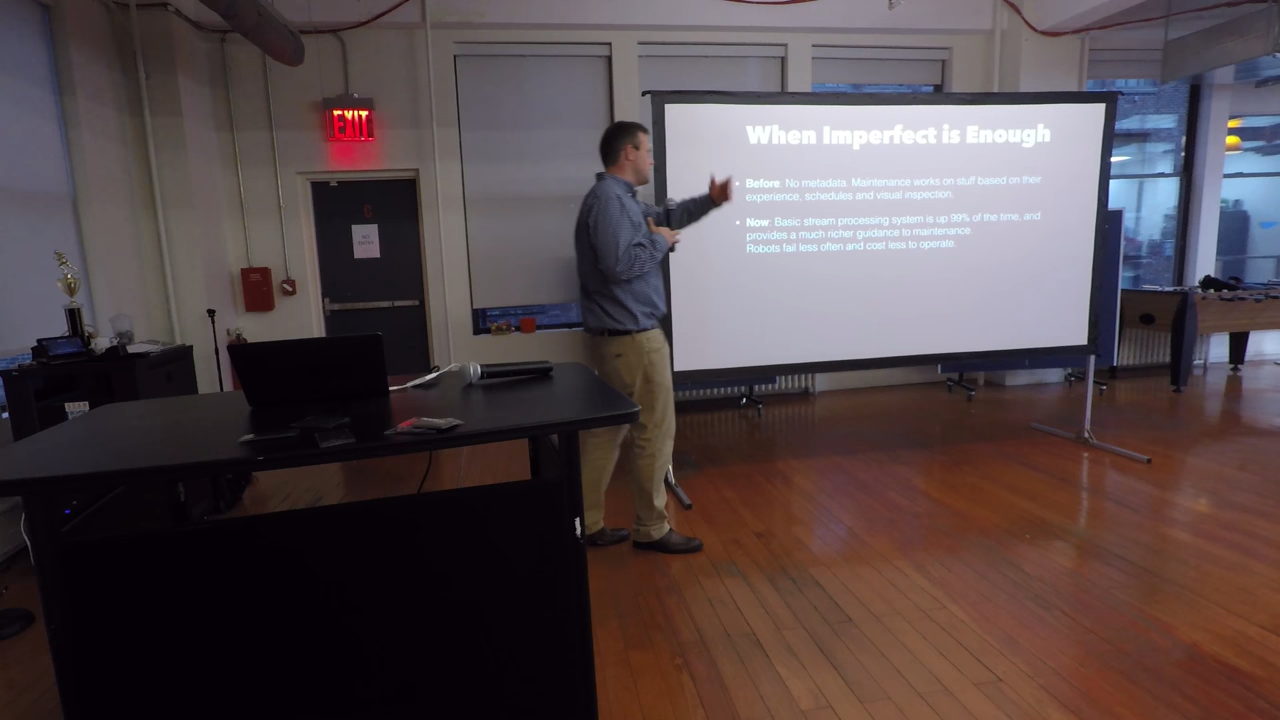 EXIT
When Imperfect is Enough
NO
• Before: No metadata. Maintenance works on stuff based on their
experience, schedules and visual inspection.
• Now: Basic stream processing system is up 99% of the time, and
provides a much richer guidance to maintenance.
Robots fail less often and cost less to operate.